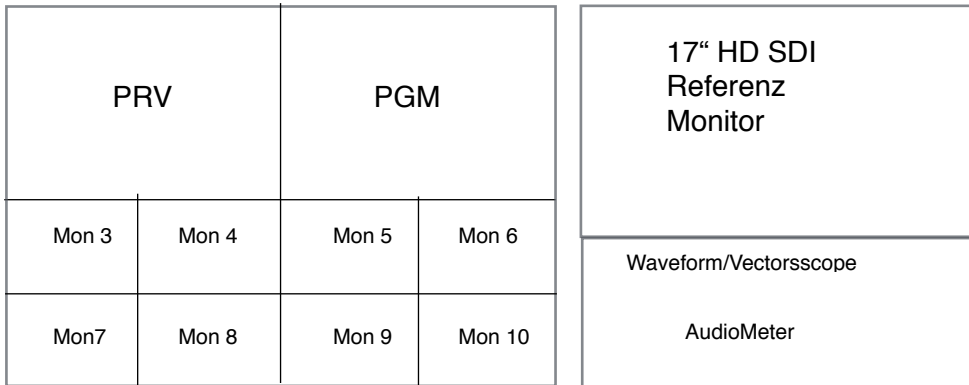 PRV
PGM
Mon 3
Mon 4
Mon 5
Mon 6
Mon7
Mon 8
Mon 9
Mon 10
17“ HD SDI
Referenz
Monitor
Waveform/Vectorsscope
AudioMeter